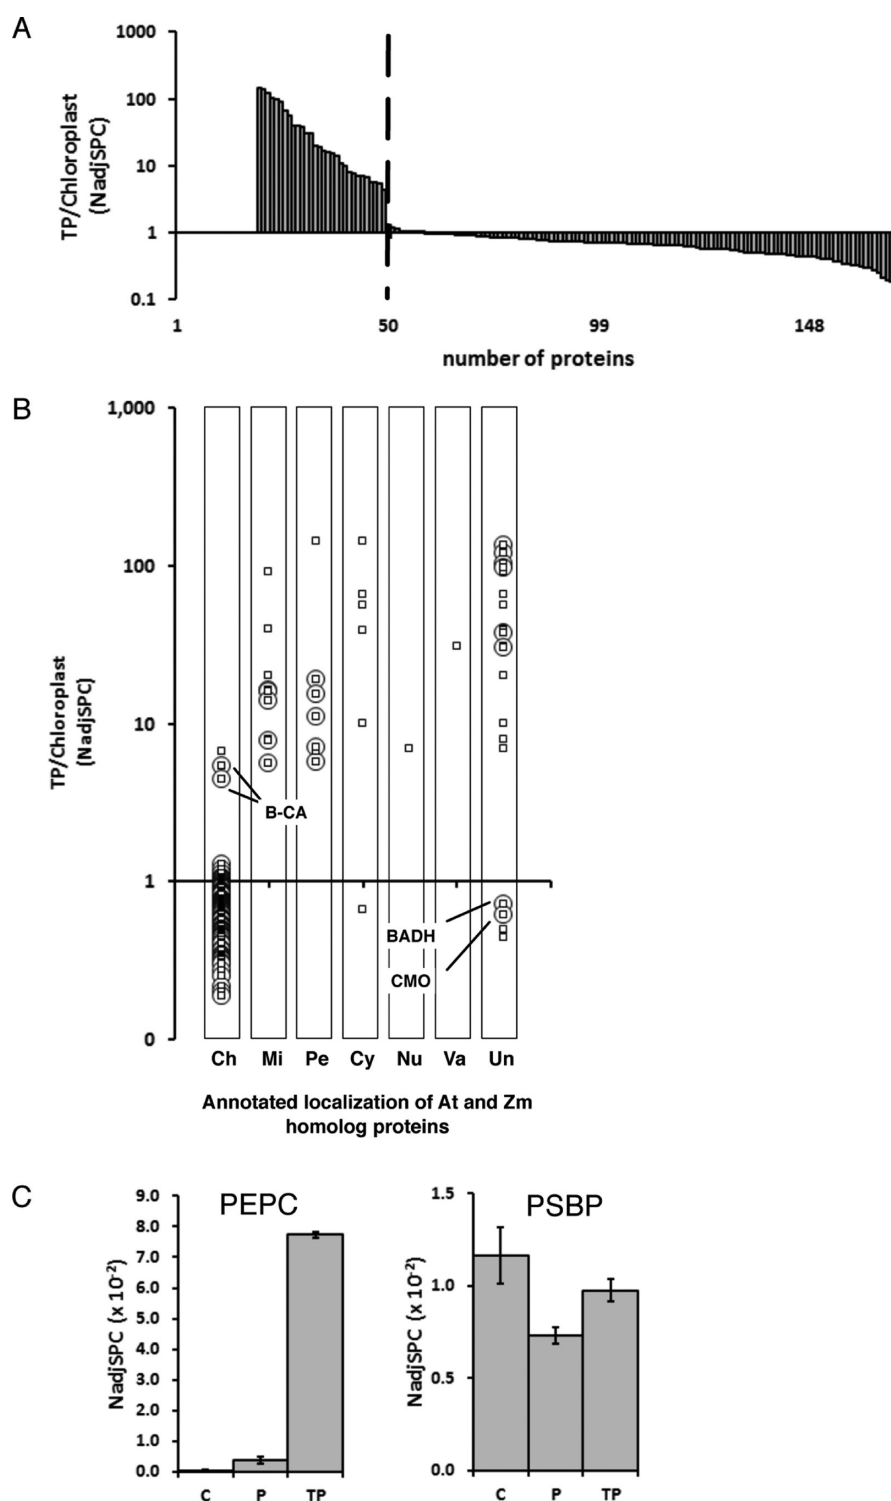 A
1000
100
10
1
0.1
TP/Chloroplast
(NadjSPC)
1
50
99
148
number of proteins
B
1,000
100
10
1
0
TP/Chloroplast
(NadjSPC)
B-CA
BADH
CMO
Ch
Mi
Pe
Cy
Nu
Va
Un
Annotated localization of At and Zm
homolog proteins
C
PEPC
9.0
8.0
7.0
6.0
5.0
4.0
3.0
2.0
1.0
0.0
NadjSPC (x 10-2)
C
P
TP
PSBP
1.5
1.0
0.5
0.0
NadjSPC (x 10-2)
C
P
TP